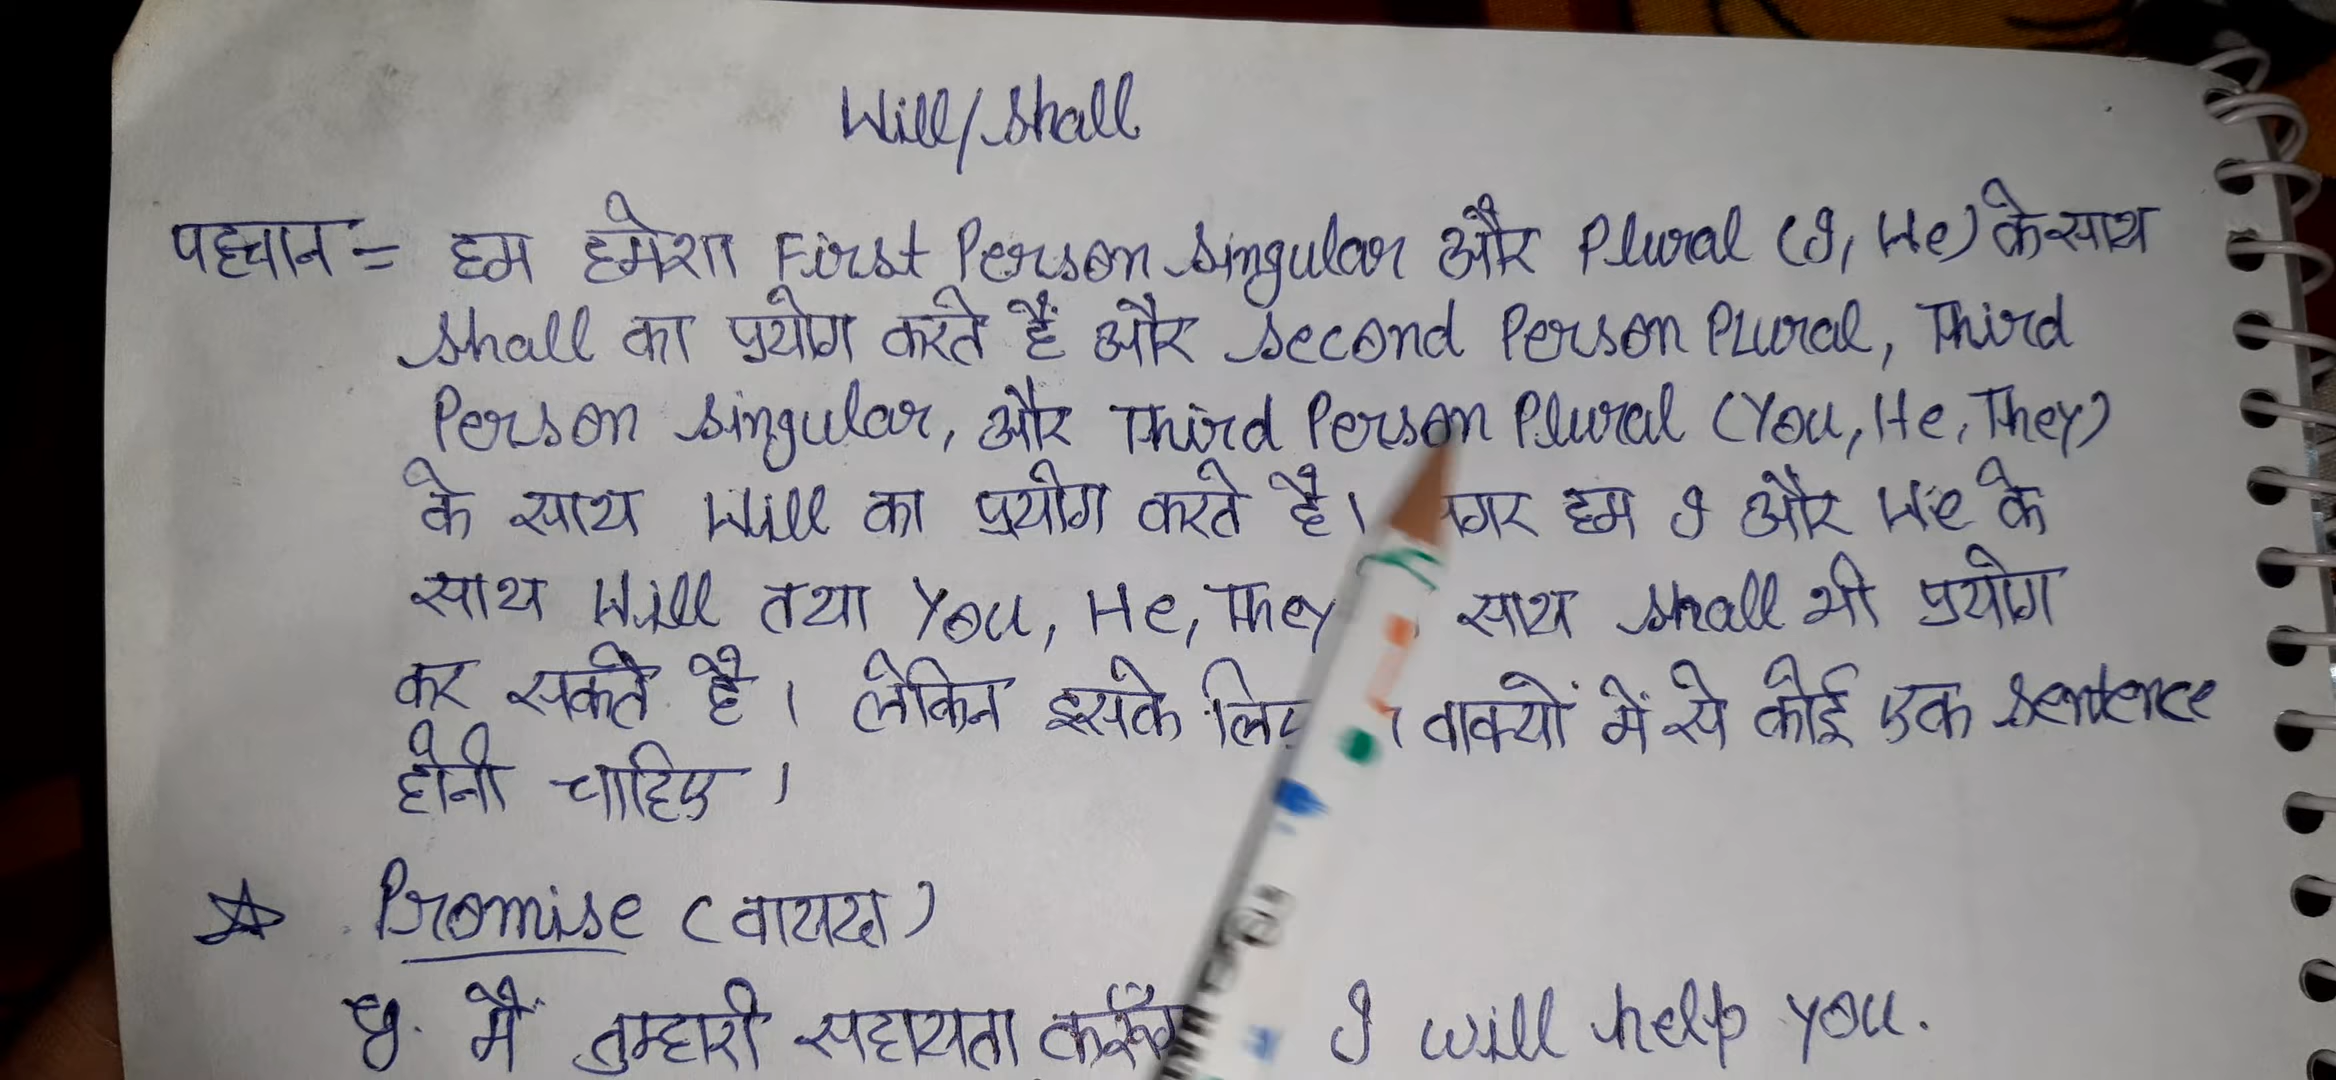 Will/Shall
पहचान:- हम हमेशा First Person Singular और Plural (I, We) के साथ
Shall का प्रयोग करते हैं और Second Person Plural, Third
Person Singular, और Third Person Plural (You, He, They)
के साथ Will का प्रयोग करते है। हम I और We के
साथ Will तथा You, He, They साथ Shall भी प्रयोग
कर सकते है। लेकिन इसके वाक्यों में से कोई एक Sentence
होनी चाहिए।
Promise (वायदा)
eg. मैं तुम्हारी सहायता I will help you.